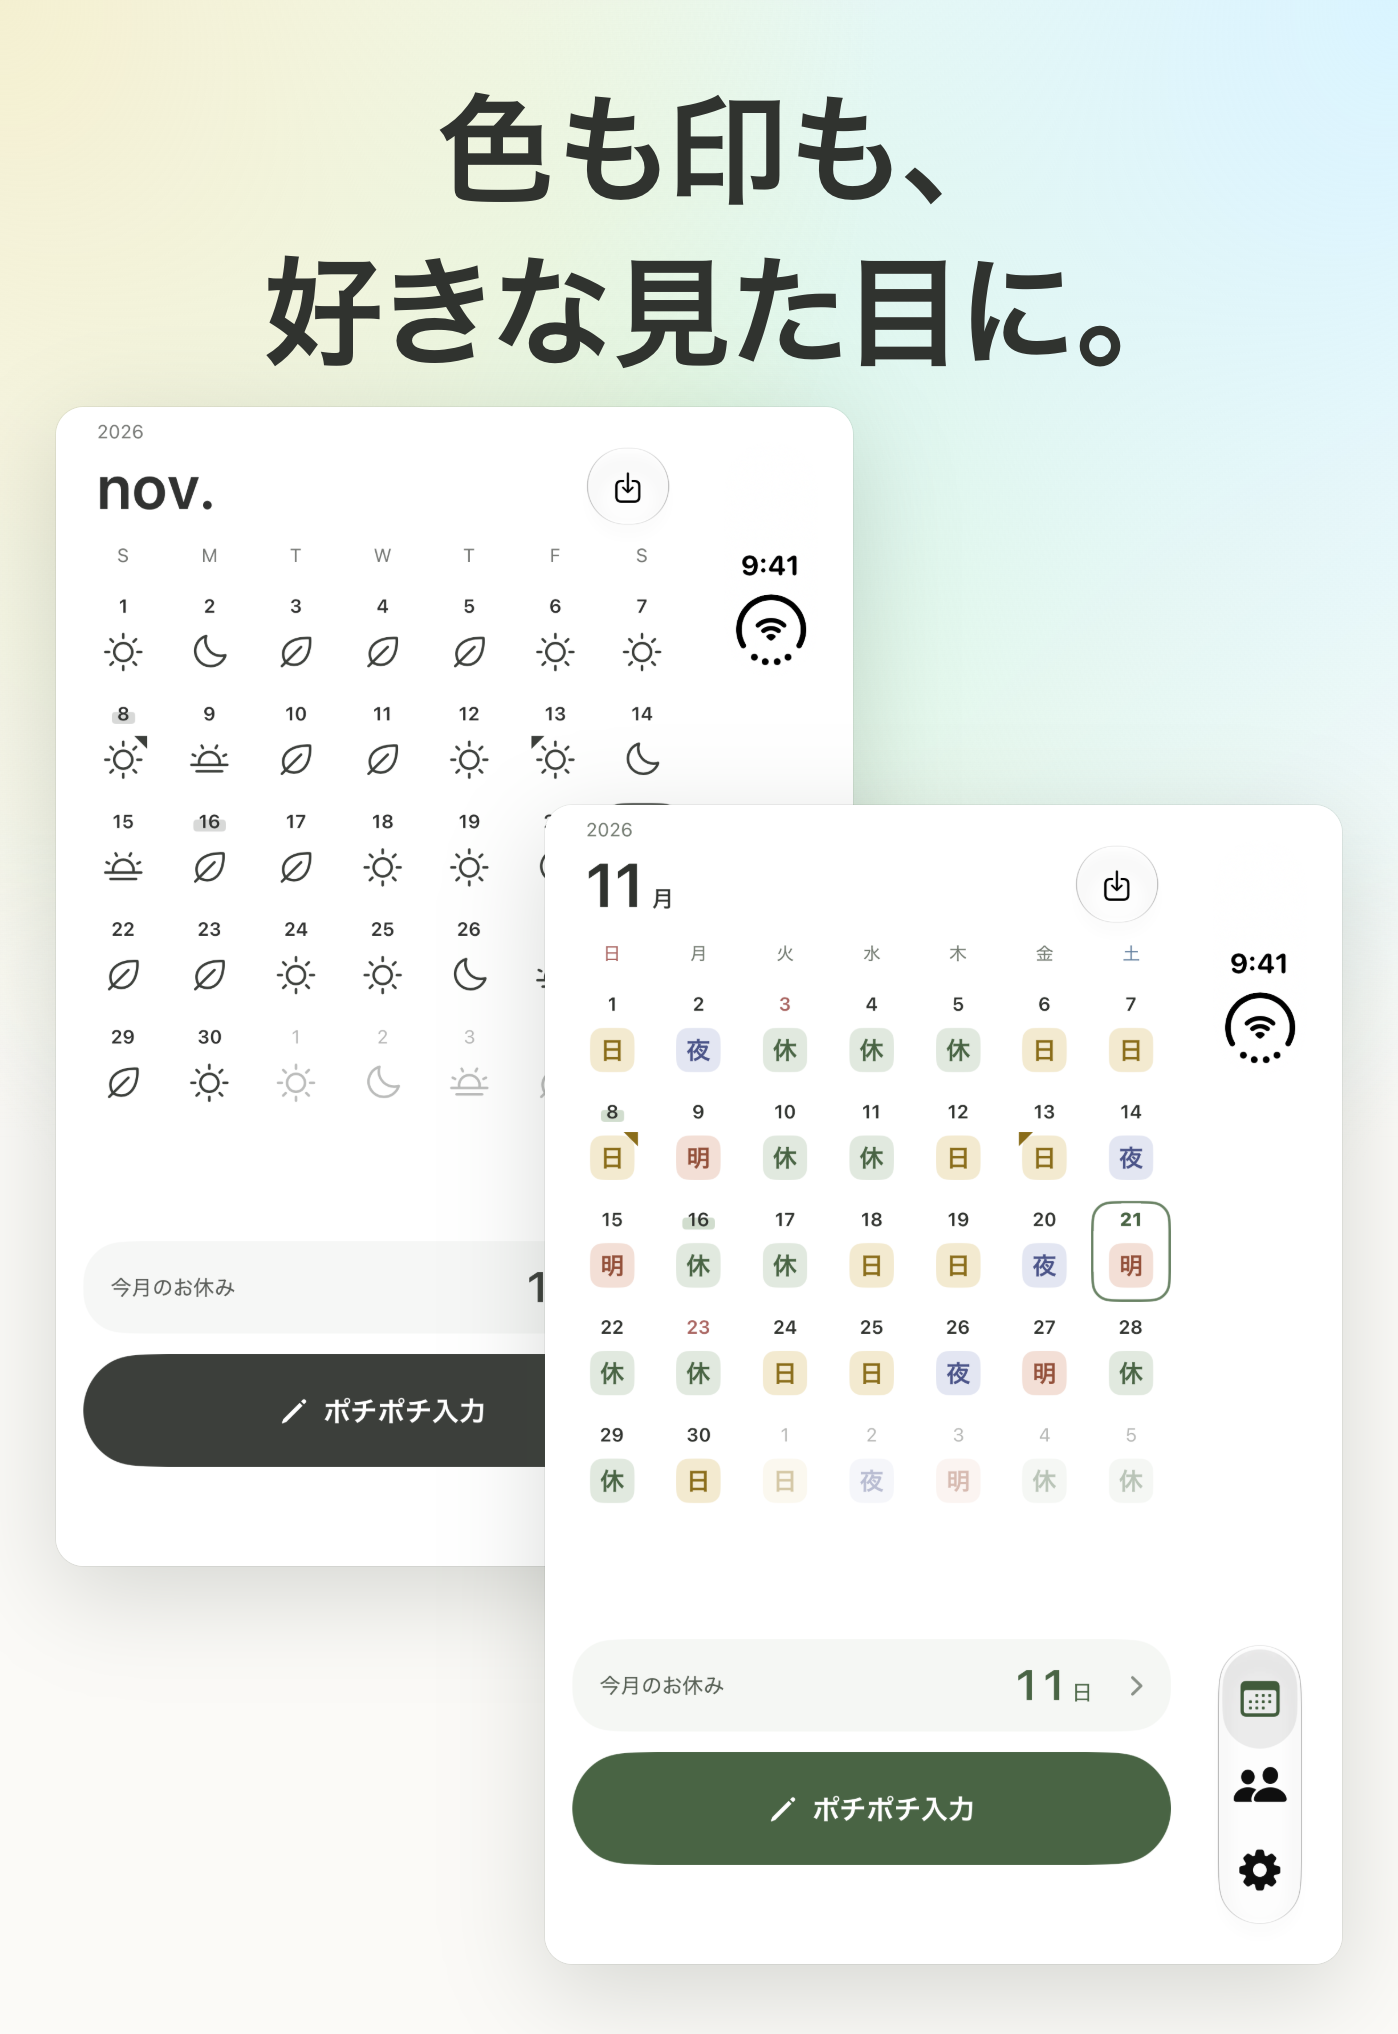 色も印も、
好きな見た目に。
2026
nov.
S M T W T F S
9:41
1 2 3 4 5 6 7
8 9 10 11 12 13 14
15 16 17 18 19
22 23 24 25 26
29 30 1 2 3
今月のお休み
ポチポチ入力
2026
11月
日 月 火 水 木 金 土
9:41
1 2 3 4 5 6 7
日 夜 休 休 休 日 日
8 9 10 11 12 13 14
日 明 休 休 日 日 夜
15 16 17 18 19 20 21
明 休 休 日 日 夜 明
22 23 24 25 26 27 28
休 休 日 日 夜 明 休
29 30 1 2 3 4 5
休 日 日 夜 明 休 休
今月のお休み 11日
ポチポチ入力